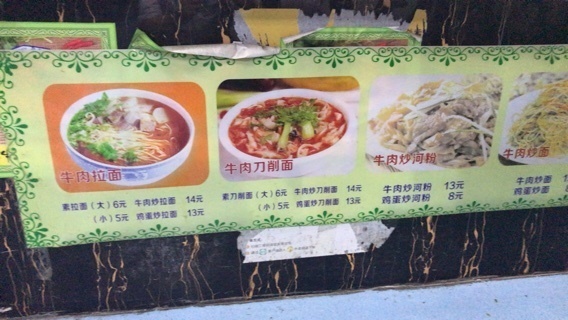 牛肉拉面
素拉面（大）6元 牛肉炒拉面 14元
（小）5元 鸡蛋炒拉面 13元
牛肉刀削面
素刀削面（大）6元 牛肉炒刀削面 14元
（小）5元 鸡蛋炒刀削面 13元
牛肉炒河粉
牛肉炒河粉 13元
鸡蛋炒河粉 8元
牛肉炒面
牛肉炒面
鸡蛋炒面